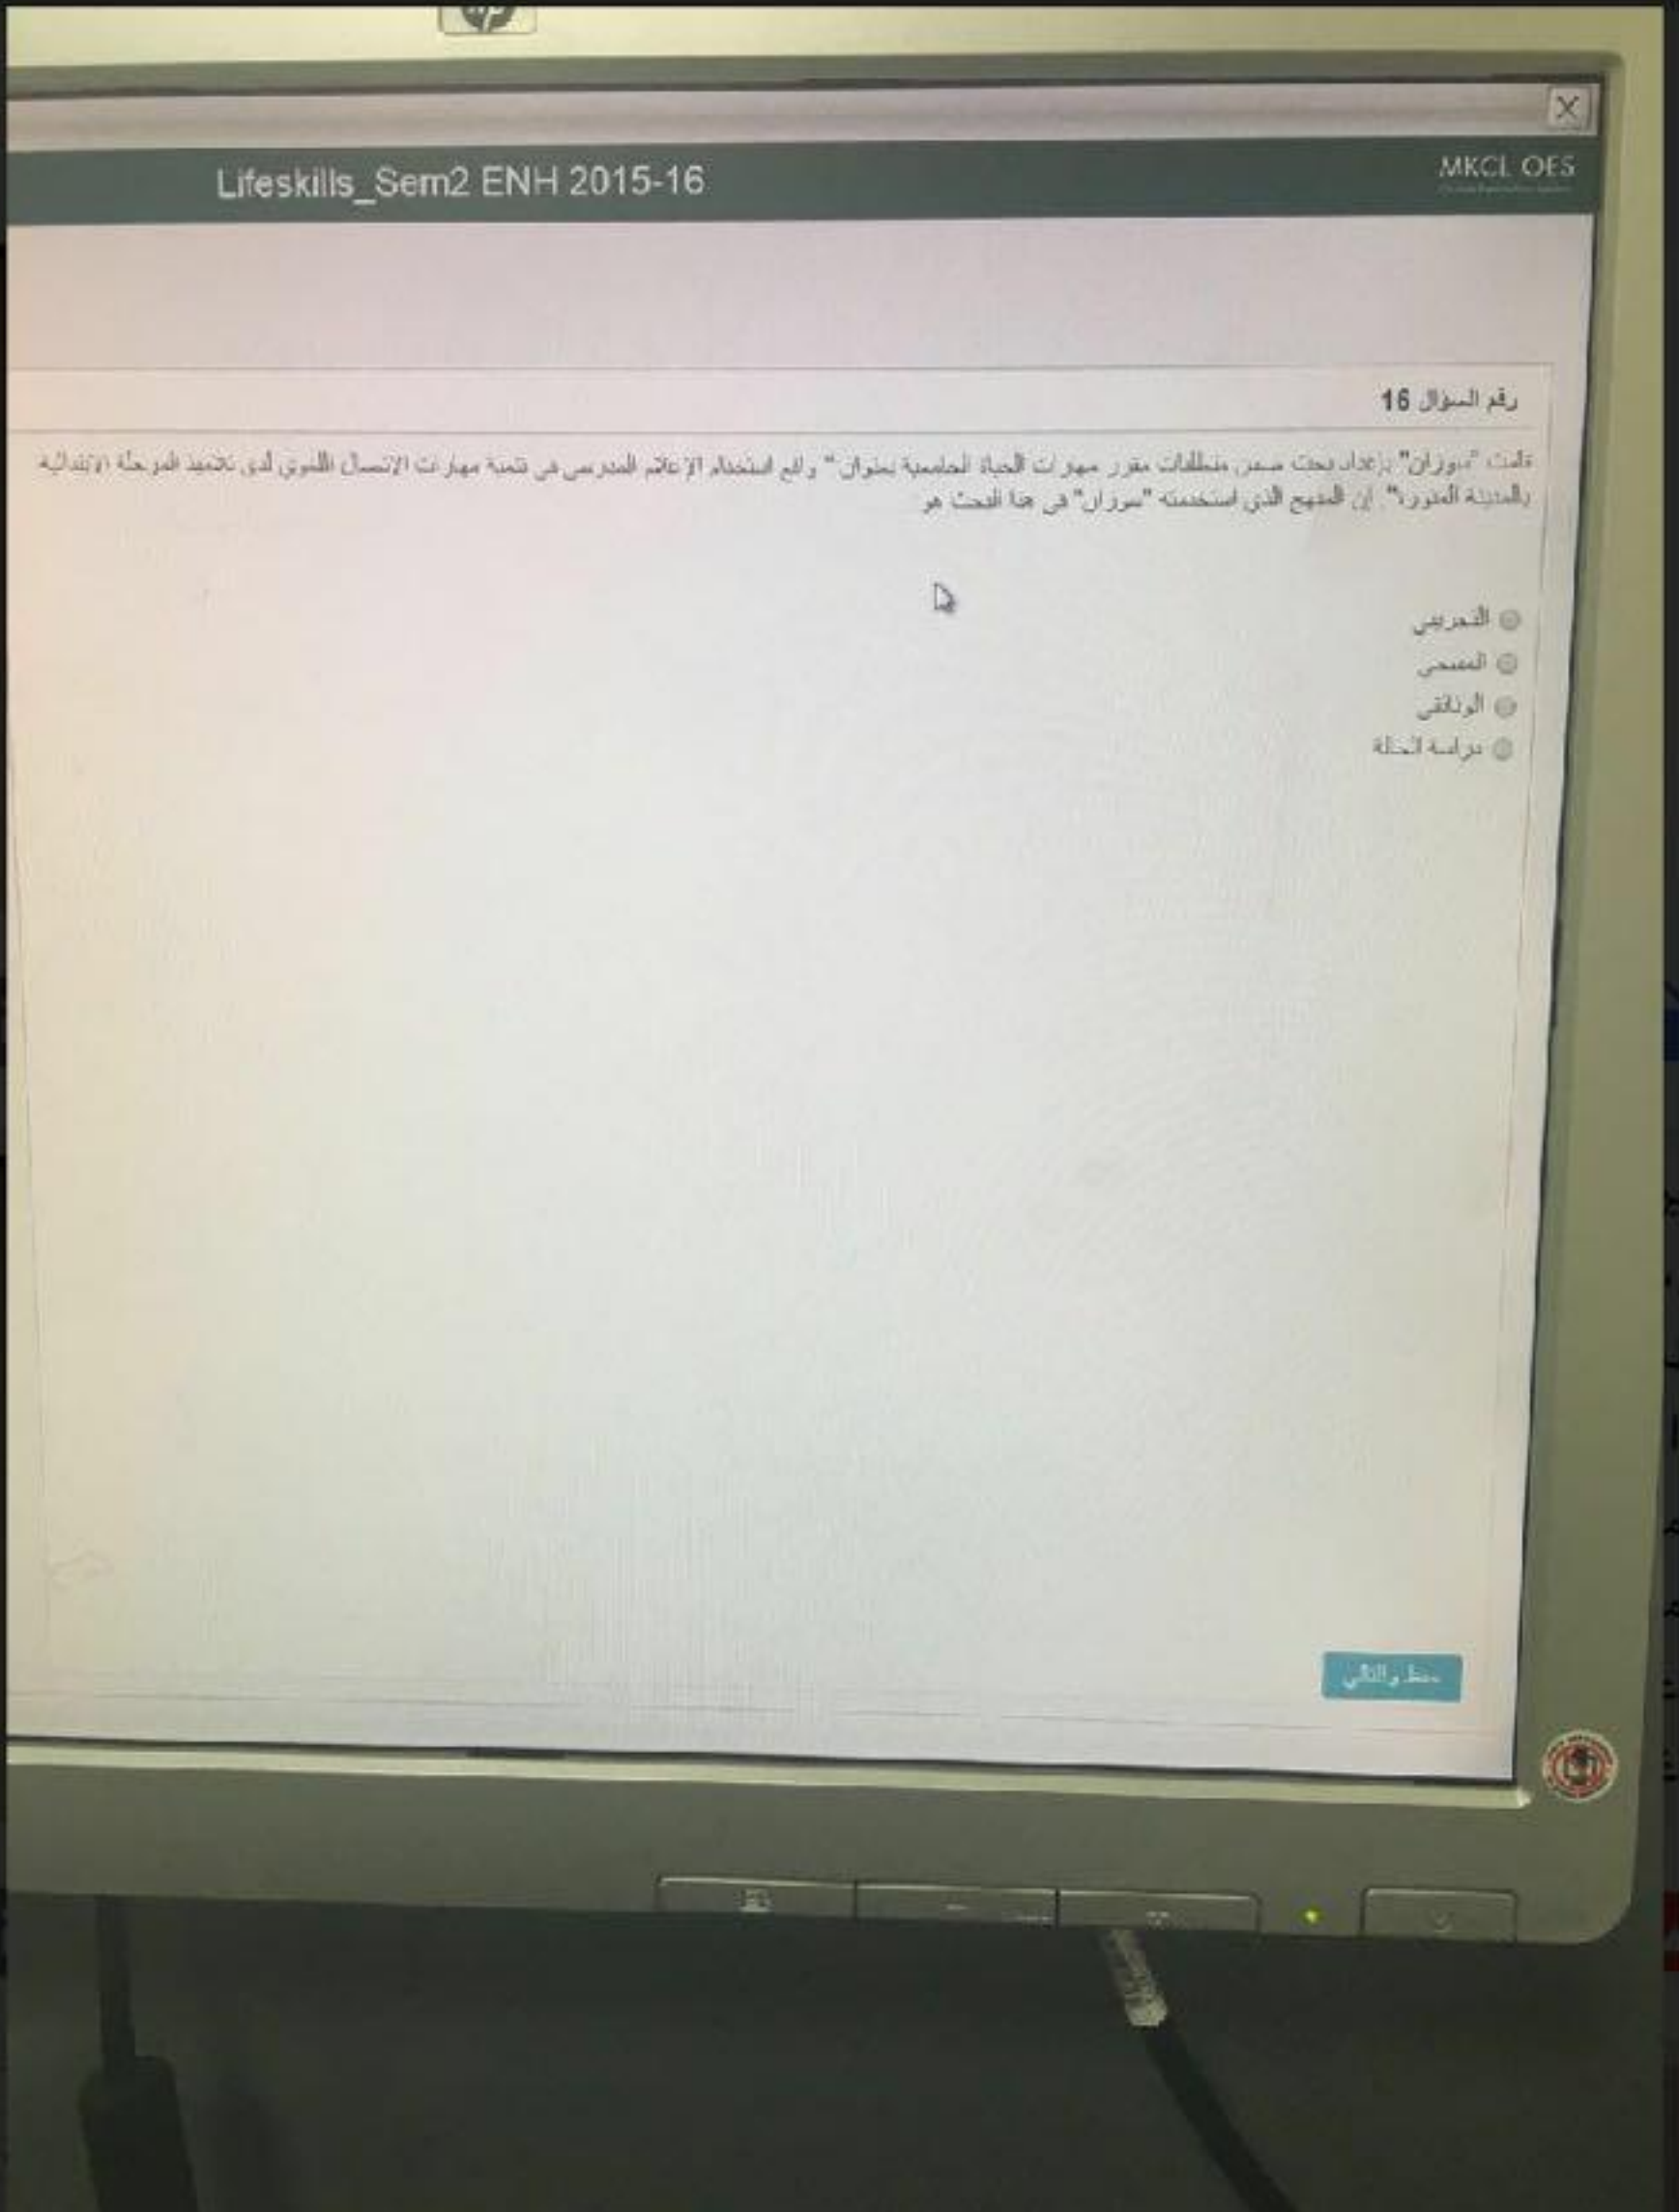 hp
Lifeskills_Sem2 ENH 2015-16
MKCL OES
رقم السؤال 16
قامت "سوزان" بإعداد بحث ضمن متطلبات مقرر مهارات الحياة الجامعية بعنوان " واقع استخدام الإعلام المدرسي في تنمية مهارات الاتصال اللغوي لدى تلاميذ المرحلة الابتدائية
بالمدينة المنورة". إن المنهج الذي استخدمته "سوزان" في هذا البحث هو
التجريبي
المسحي
الوثائقي
دراسة الحالة
حفظ والتالي